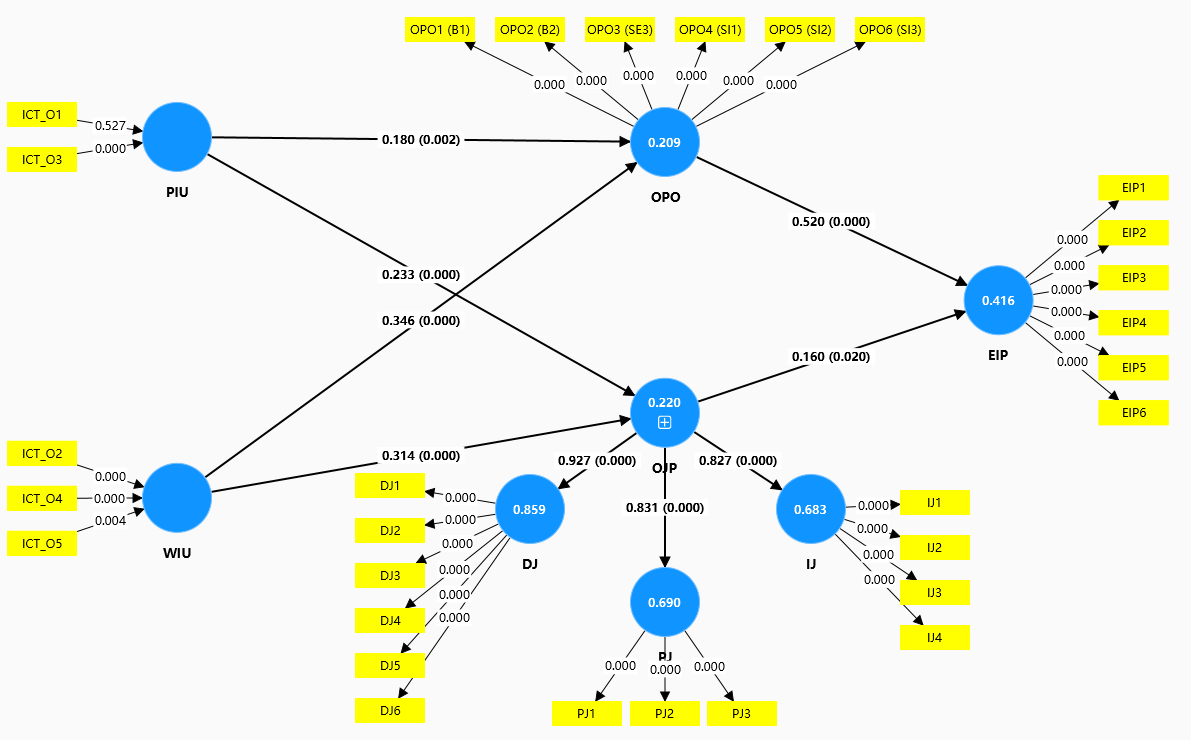 OPO1 (B1)
OPO2 (B2)
OPO3 (SE3)
OPO4 (SI1)
OPO5 (SI2)
OPO6 (SI3)
0.000
0.000
0.000
0.000
0.000
0.000
ICT_O1
0.527
ICT_O3
0.000
PIU
0.180 (0.002)
0.209
OPO
0.233 (0.000)
0.346 (0.000)
0.520 (0.000)
0.160 (0.020)
0.416
EIP
0.000
0.000
0.000
0.000
0.000
0.000
EIP1
EIP2
EIP3
EIP4
EIP5
EIP6
ICT_O2
ICT_O4
ICT_O5
0.000
0.000
0.004
WIU
0.314 (0.000)
0.220
OJP
0.927 (0.000)
0.831 (0.000)
0.827 (0.000)
0.859
DJ
DJ1
DJ2
DJ3
DJ4
DJ5
DJ6
0.000
0.000
0.000
0.000
0.000
0.000
0.690
PJ
0.000
0.000
0.000
PJ1
PJ2
PJ3
0.683
IJ
0.000
0.000
0.000
0.000
IJ1
IJ2
IJ3
IJ4